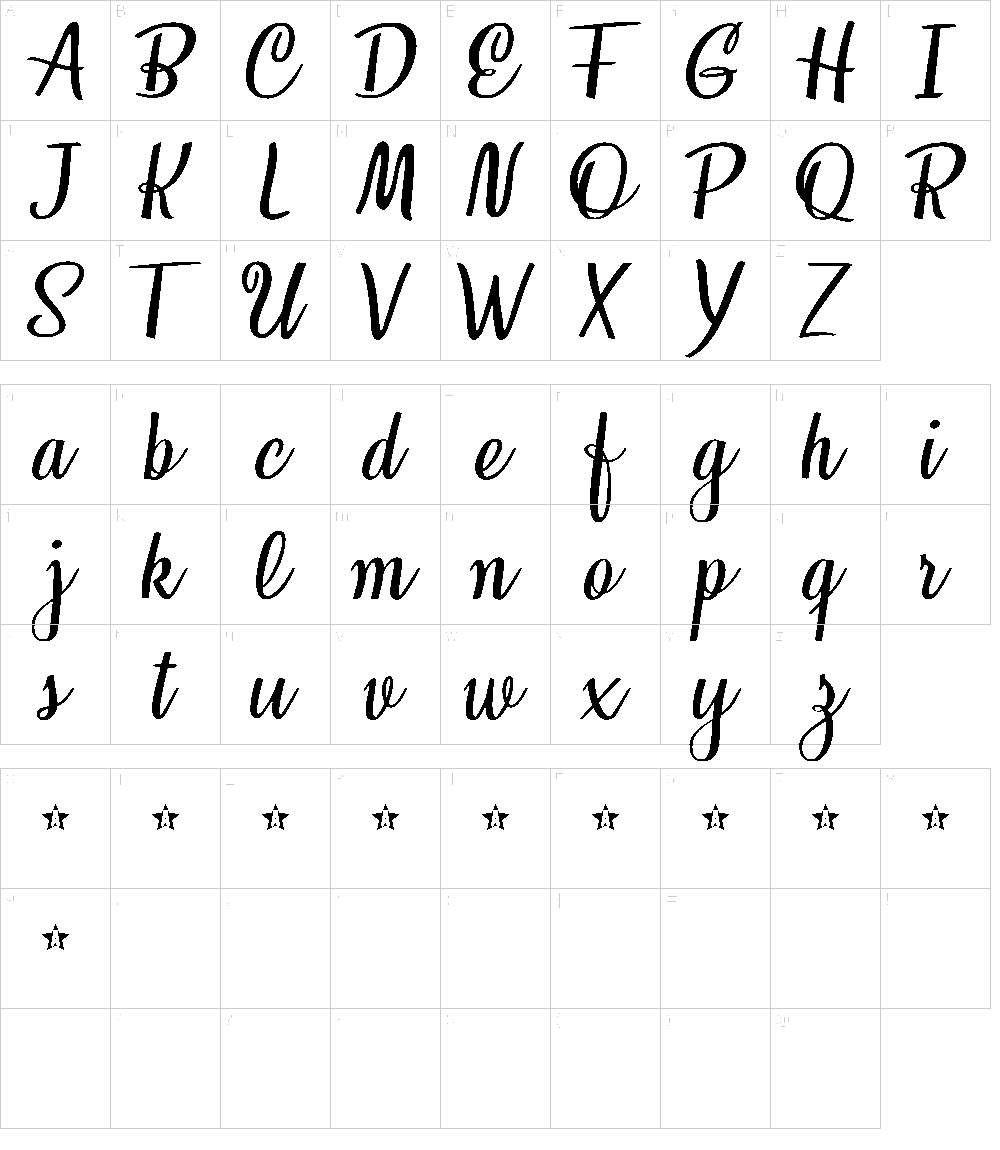 A B C D E F G H I
J K L M N O P Q R
S T U V W X Y Z
a b c d e f g h i
j k l m n o p q r
s t u v w x y z